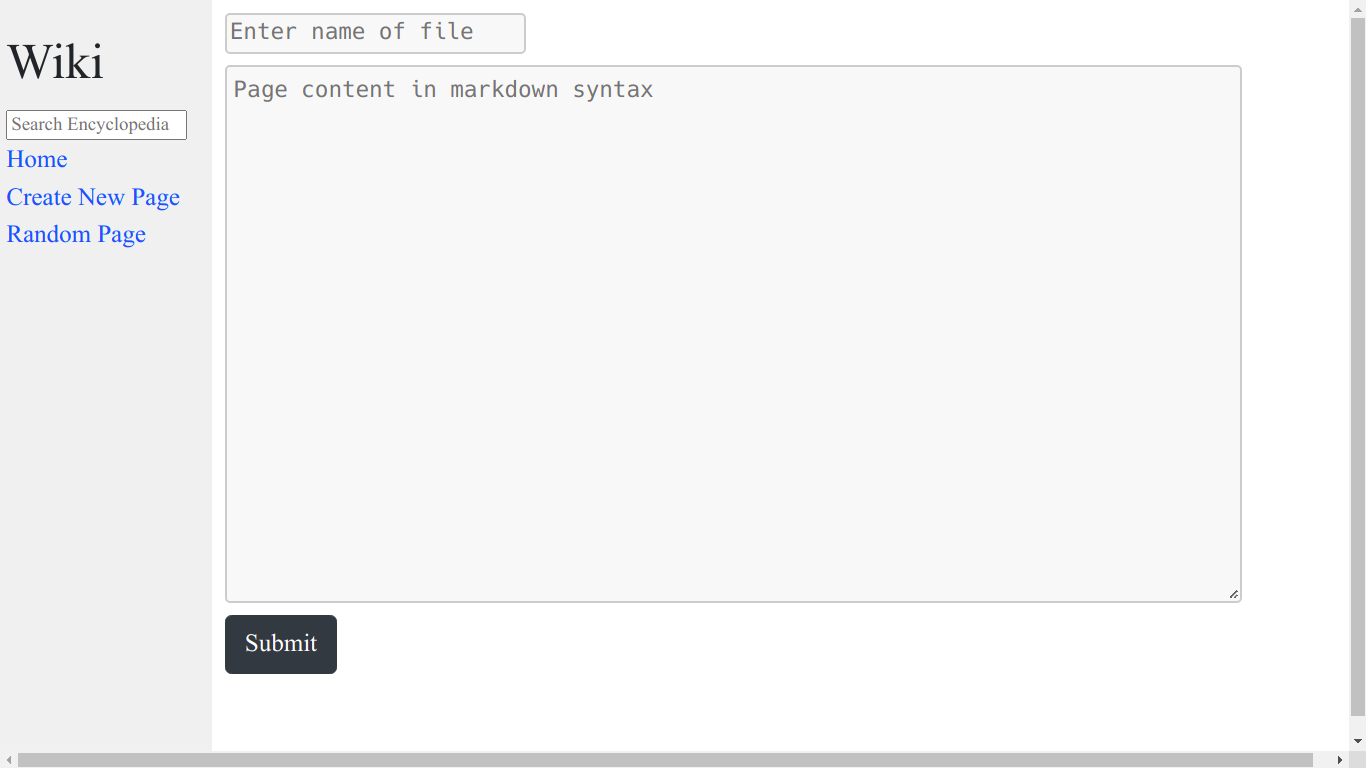 Wiki
Search Encyclopedia
Home
Create New Page
Random Page
Enter name of file
Page content in markdown syntax
Submit